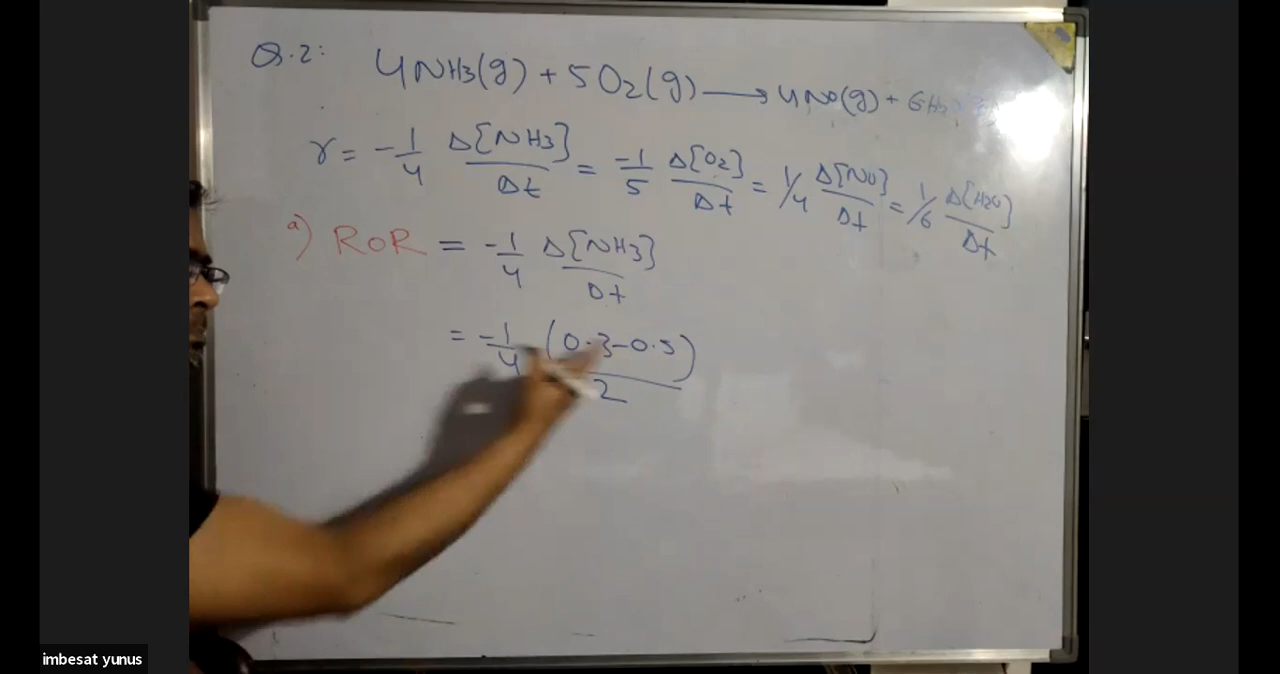 Q.2: 4NH3(g) + 5O2(g) → 4NO(g) + 6H2
r = -1/4 Δ[NH3]/Δt = -1/5 Δ[O2]/Δt = 1/4 Δ[NO]/Δt = 1/6 Δ[H2O]/Δt
a) ROR = -1/4 Δ[NH3]/Δt
= -1/4 (0.3-0.5)/2
imbesat yunus